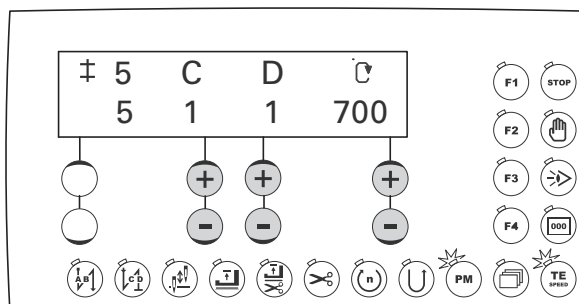 ‡ 5 C D
5 1 1 700
F1 STOP
F2
+ + + F3
- - - F4 000
A B C D n PM TE
SPEED